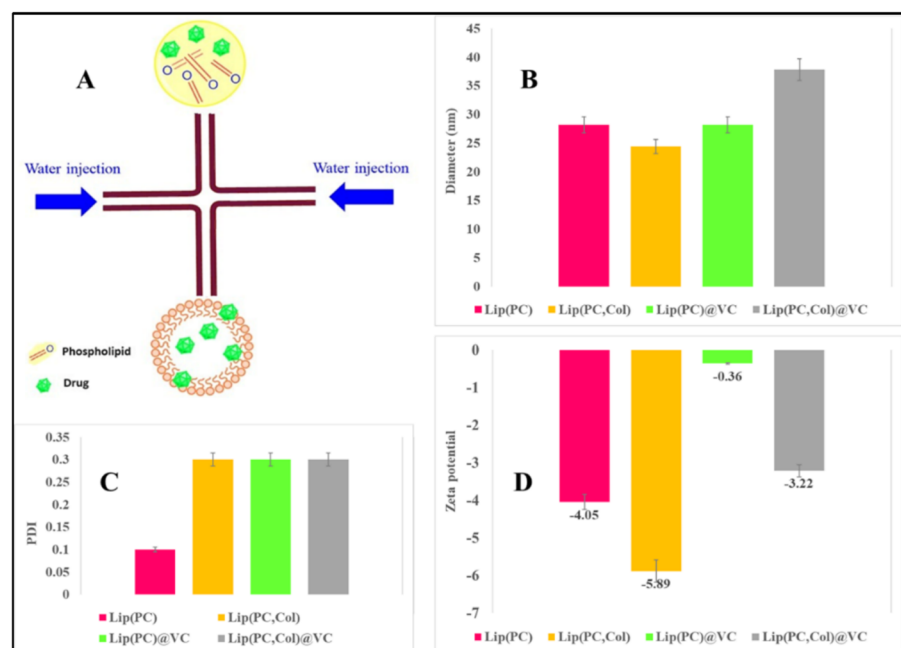 A
Water injection
Water injection
O
O
O
O
O
Phospholipid
Drug
B
Diameter (nm)
45
40
35
30
25
20
15
10
5
0
Lip(PC)
Lip(PC,Col)
Lip(PC)@VC
Lip(PC,Col)@VC
C
PDI
0.35
0.3
0.25
0.2
0.15
0.1
0.05
0
Lip(PC)
Lip(PC,Col)
Lip(PC)@VC
Lip(PC,Col)@VC
D
Zeta potential
0
-1
-2
-3
-4
-5
-6
-7
-4.05
-5.89
-0.36
-3.22
Lip(PC)
Lip(PC,Col)
Lip(PC)@VC
Lip(PC,Col)@VC